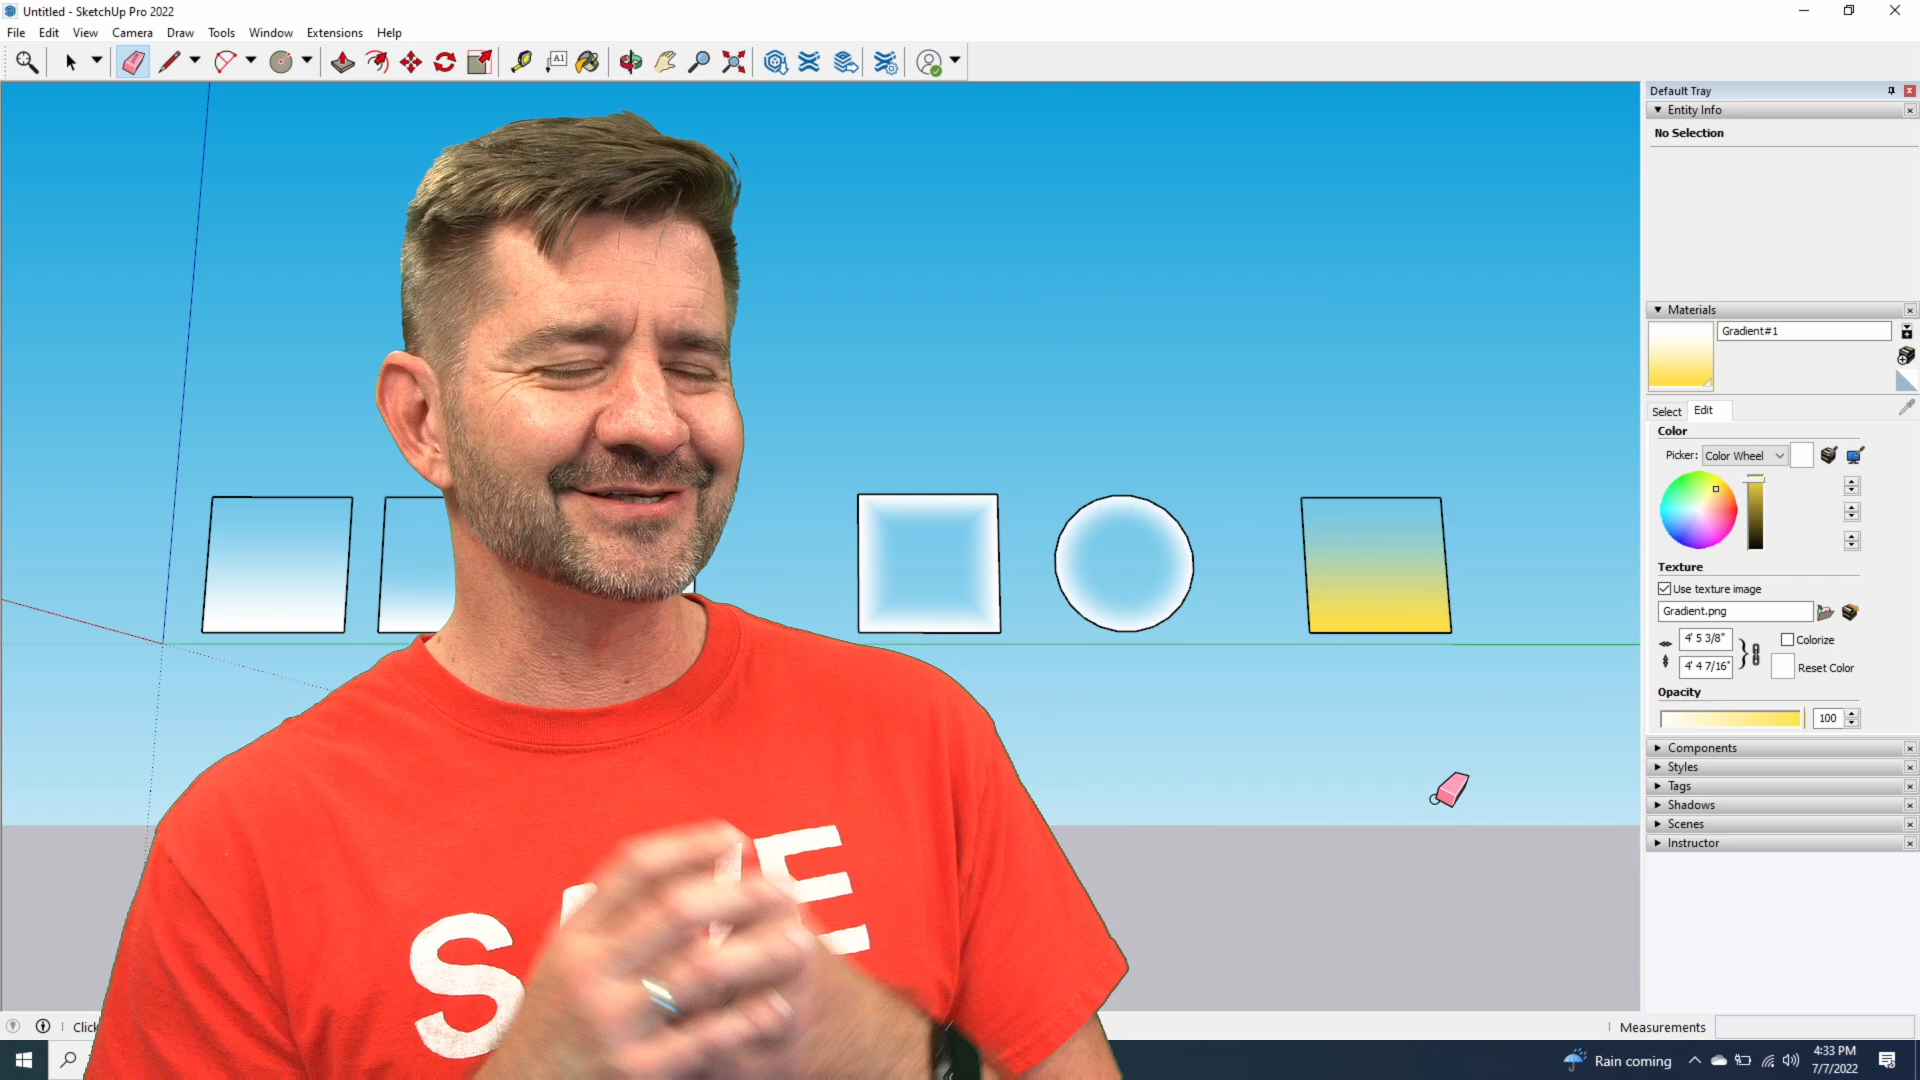 Untitled - SketchUp Pro 2022
File Edit View Camera Draw Tools Window Extensions Help
A1
Default Tray
Entity Info
No Selection
Materials
Gradient#1
Select Edit
Color
Picker: Color Wheel
Texture
Use texture image
Gradient.png
4' 5 3/8"
Colorize
4' 4 7/16"
Reset Color
Opacity
100
Components
Styles
Tags
Shadows
Scenes
Instructor
Click
Measurements
Rain coming
4:33 PM
7/7/2022